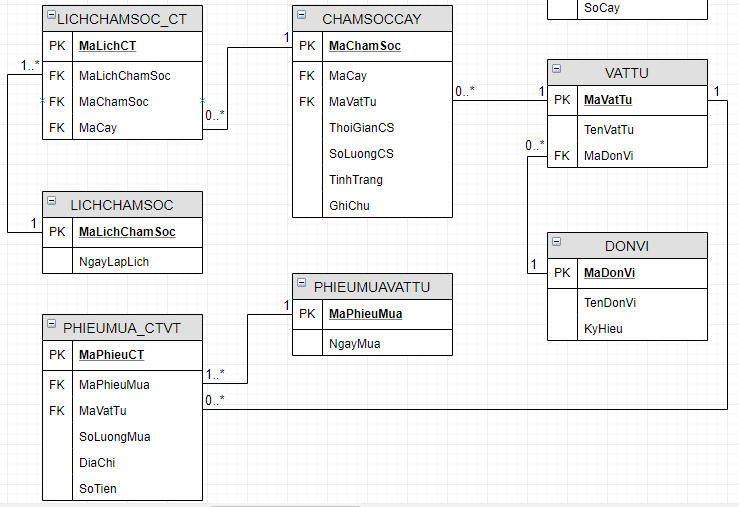 SoCay
LICHCHAMSOC_CT
PK MaLichCT
FK MaLichChamSoc
FK MaChamSoc
FK MaCay
1..*
0..*
1
CHAMSOCCAY
PK MaChamSoc
FK MaCay
FK MaVatTu
ThoiGianCS
SoLuongCS
TinhTrang
GhiChu
0..*
1
VATTU
PK MaVatTu
TenVatTu
FK MaDonVi
1
0..*
1
LICHCHAMSOC
PK MaLichChamSoc
NgayLapLich
1
DONVI
PK MaDonVi
TenDonVi
KyHieu
PHIEUMUAVATTU
PK MaPhieuMua
NgayMua
1
PHIEUMUA_CTVT
PK MaPhieuCT
FK MaPhieuMua
FK MaVatTu
SoLuongMua
DiaChi
SoTien
1..*
0..*